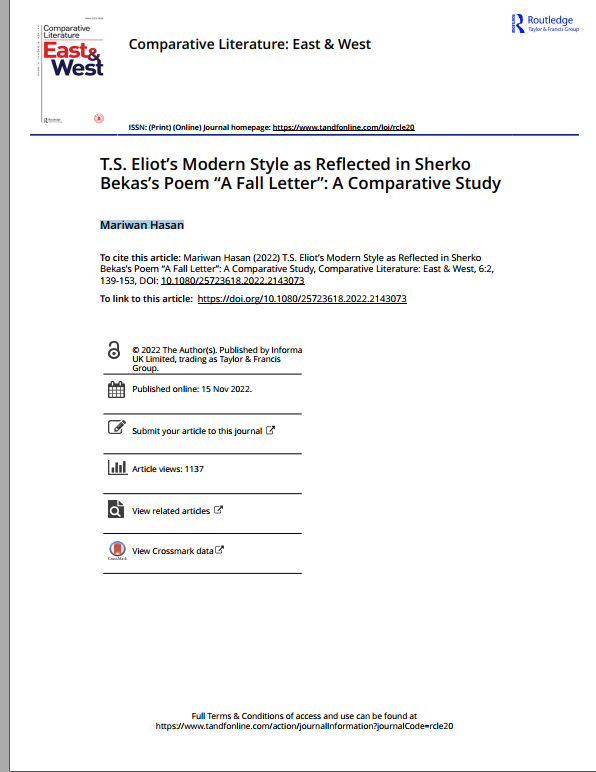 Comparative
Literature
East&
West
Routledge
Taylor & Francis Group
Comparative Literature: East & West
ISSN: (Print) (Online) Journal homepage: https://www.tandfonline.com/loi/rcle20
T.S. Eliot’s Modern Style as Reflected in Sherko
Bekas’s Poem “A Fall Letter”: A Comparative Study
Mariwan Hasan
To cite this article: Mariwan Hasan (2022) T.S. Eliot’s Modern Style as Reflected in Sherko
Bekas’s Poem “A Fall Letter”: A Comparative Study, Comparative Literature: East & West, 6:2,
139-153, DOI: 10.1080/25723618.2022.2143073
To link to this article: https://doi.org/10.1080/25723618.2022.2143073
© 2022 The Author(s). Published by Informa
UK Limited, trading as Taylor & Francis
Group.
Published online: 15 Nov 2022.
Submit your article to this journal
Article views: 1137
View related articles
View Crossmark data
CrossMark
Full Terms & Conditions of access and use can be found at
https://www.tandfonline.com/action/journalInformation?journalCode=rcle20